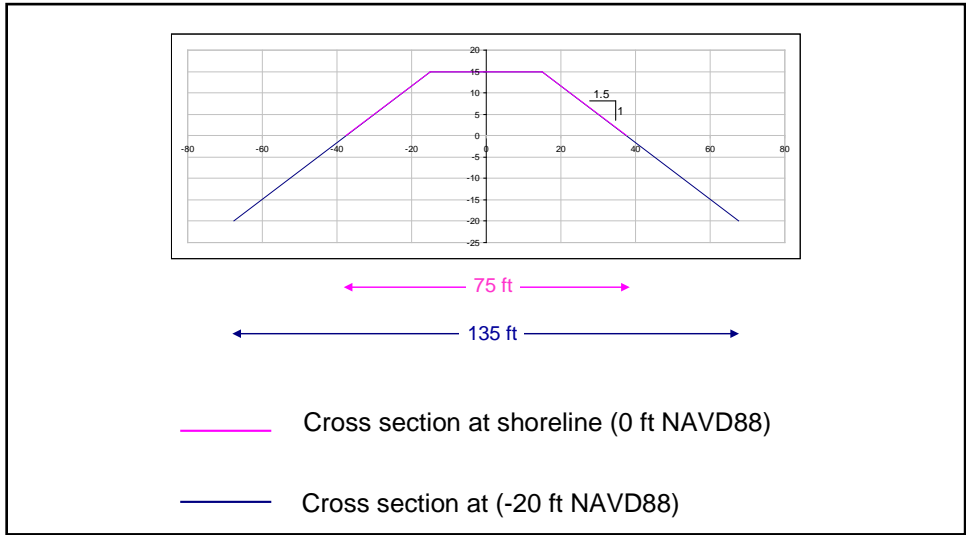 20
15
1.5
10
1
5
0
-80 -60 -40 -20 0 20 40 60 80
-5
-10
-15
-20
-25
75 ft
135 ft
Cross section at shoreline (0 ft NAVD88)
Cross section at (-20 ft NAVD88)